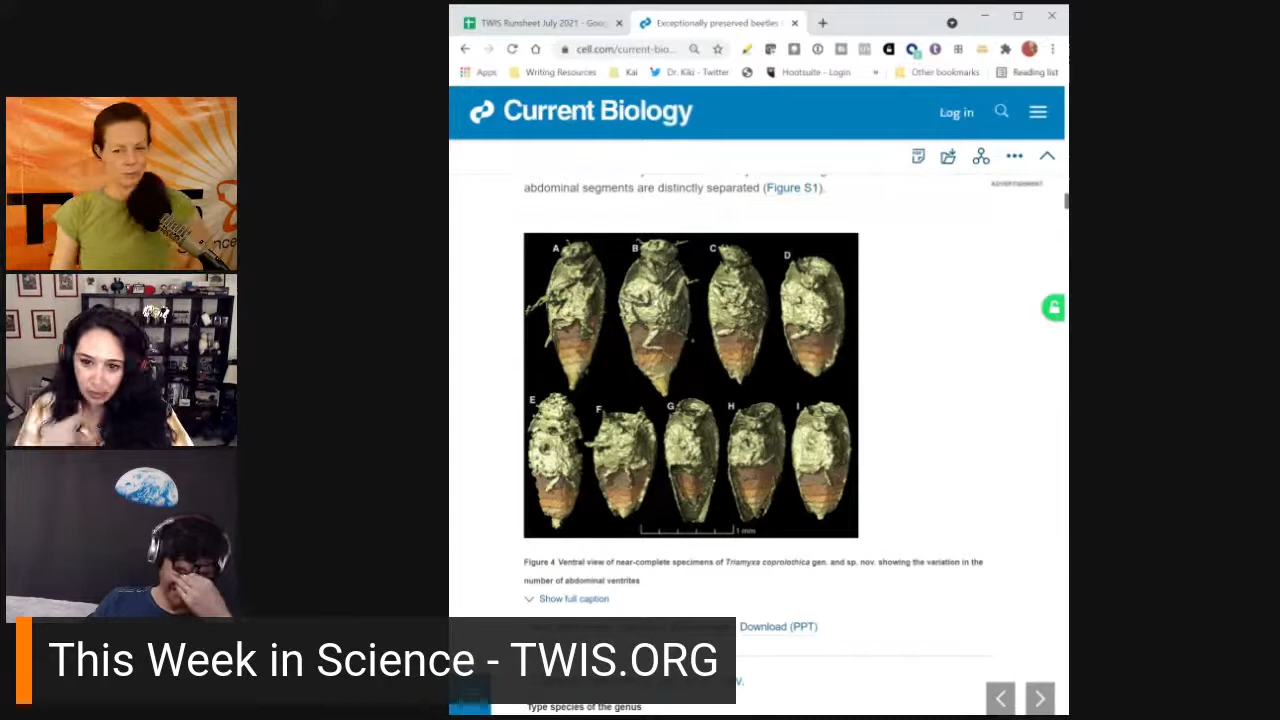 TWIS Runsheet July 2021 - Goog
Exceptionally preserved beetles
cell.com/current-bio...
Apps
Writing Resources
Kai
Dr. Kiki - Twitter
Hootsuite - Login
»
Other bookmarks
Reading list
Current Biology
Log in
ADVERTISEMENT
abdominal segments are distinctly separated (Figure S1).
A
B
C
D
E
F
G
H
I
1 mm
Figure 4 Ventral view of near-complete specimens of Triamyxa coprolithica gen. and sp. nov. showing the variation in the
number of abdominal ventrites
Show full caption
Download (PPT)
This Week in Science - TWIS.ORG
Type species of the genus